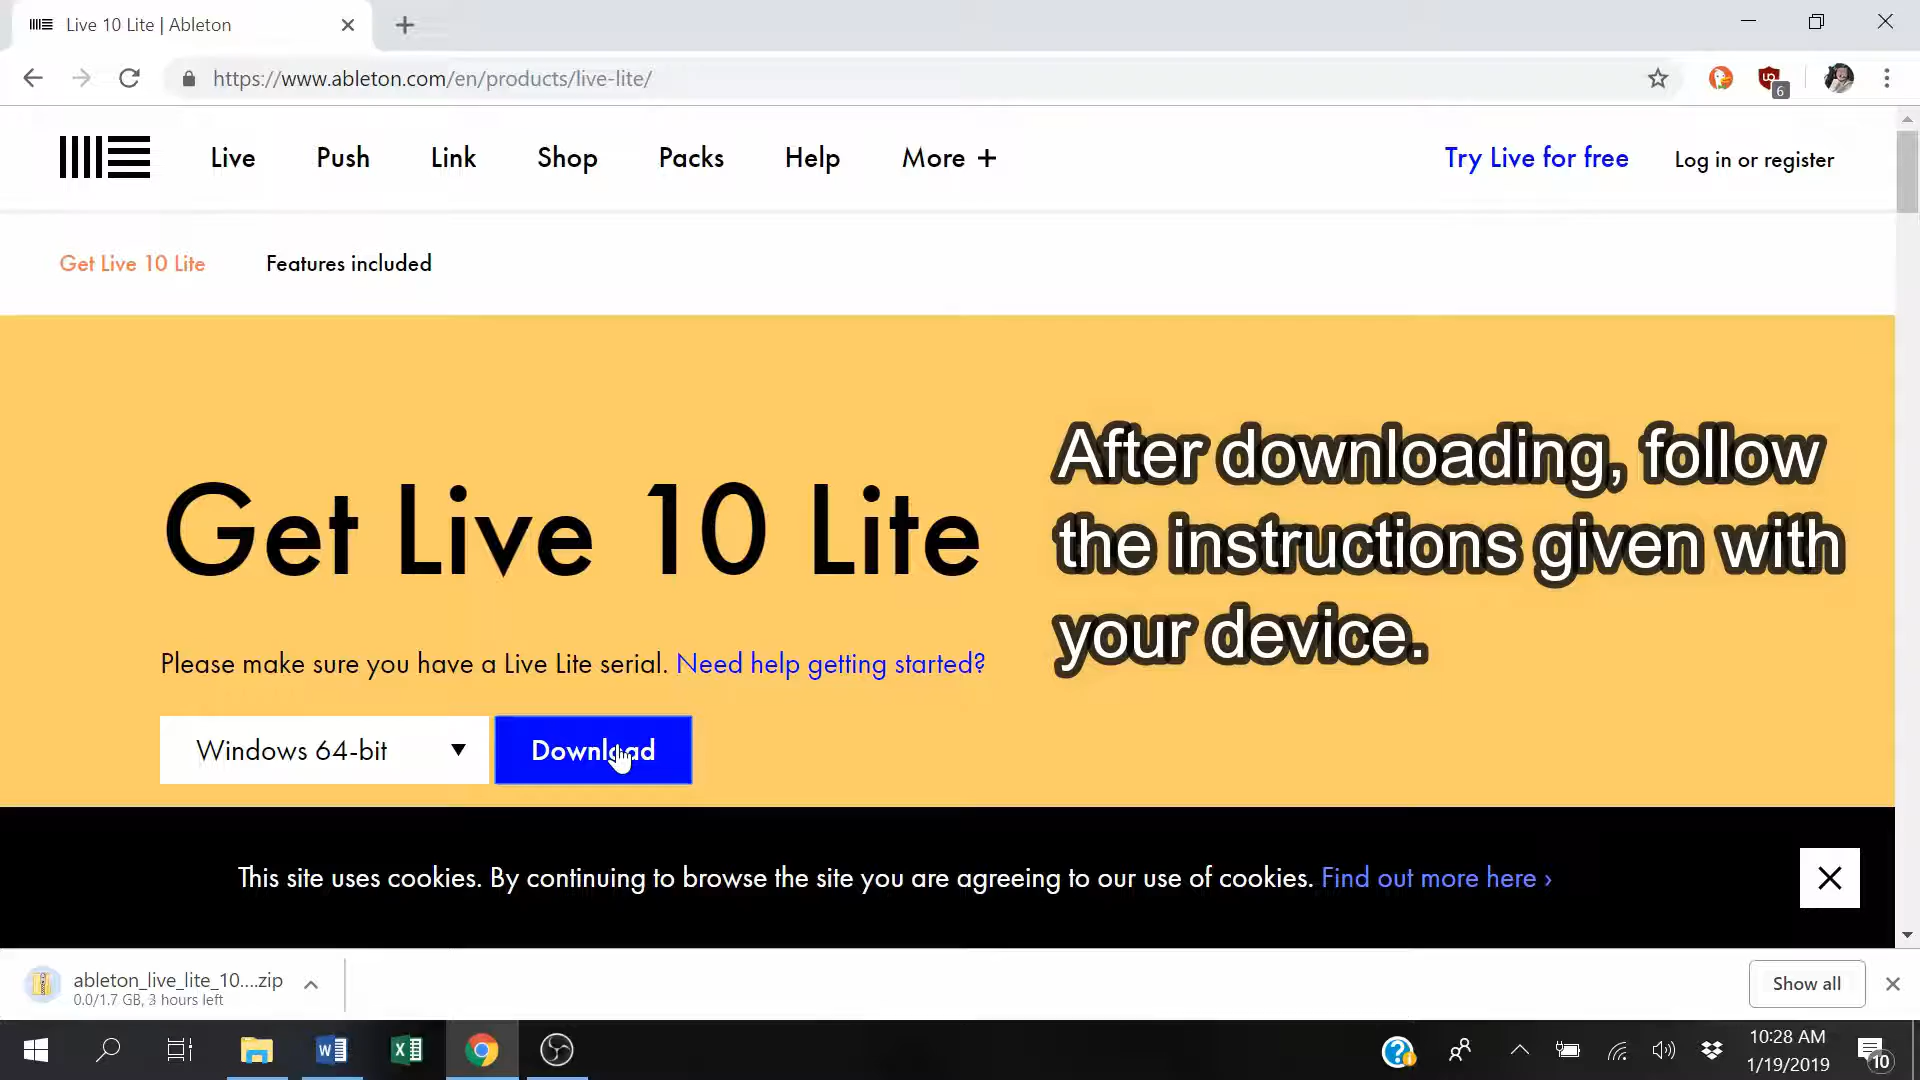 Live 10 Lite | Ableton
https://www.ableton.com/en/products/live-lite/
6
Live Push Link Shop Packs Help More +
Try Live for free Log in or register
Get Live 10 Lite Features included
After downloading, follow
the instructions given with
your device.
Get Live 10 Lite
Please make sure you have a Live Lite serial. Need help getting started?
Windows 64-bit Download
This site uses cookies. By continuing to browse the site you are agreeing to our use of cookies. Find out more here ›
ableton_live_lite_10....zip
0.0/1.7 GB, 3 hours left
Show all
10:28 AM
1/19/2019
10